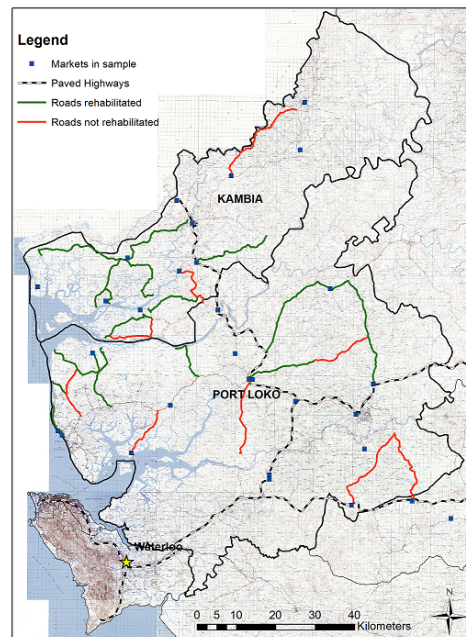 Legend
Markets in sample
Paved Highways
Roads rehabilitated
Roads not rehabilitated
KAMBIA
PORT LOKO
Waterloo
N
0 5 10 20 30 40
Kilometers